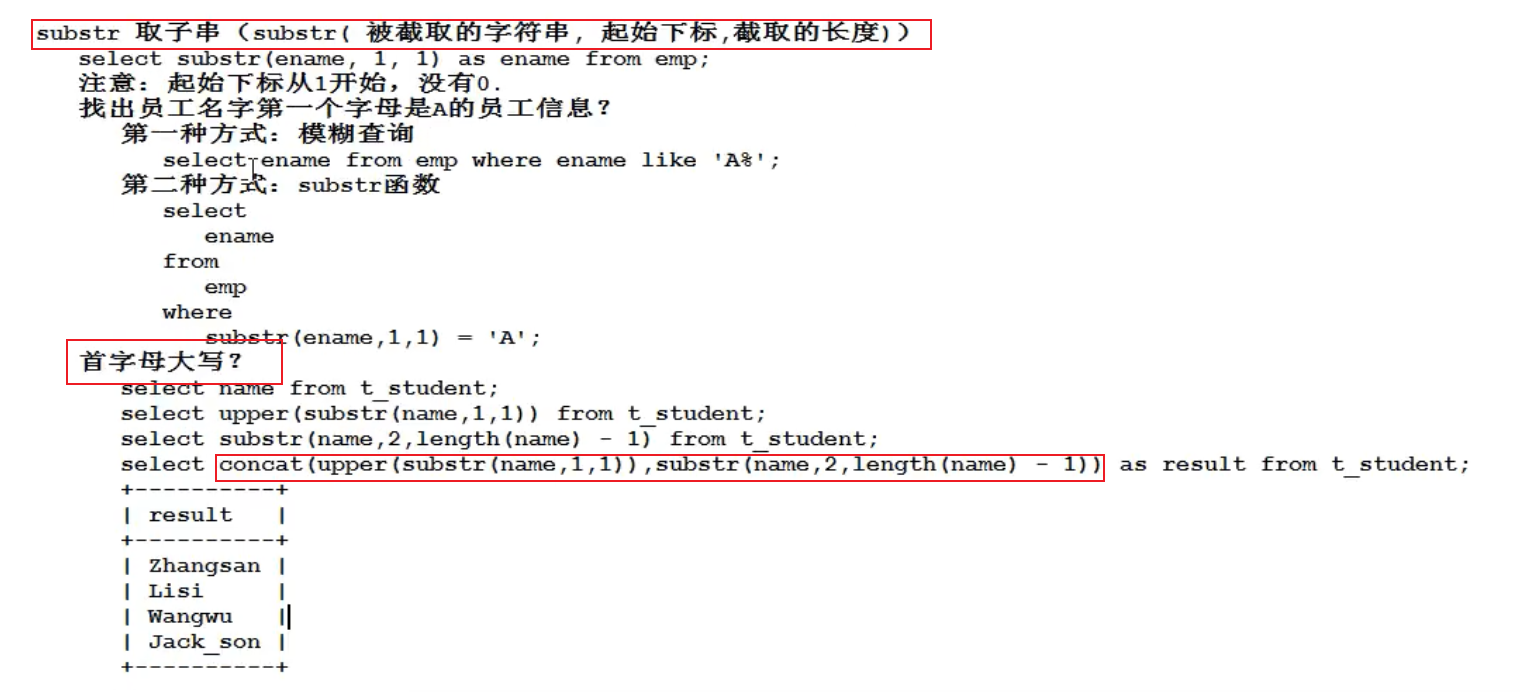 substr 取子串（substr( 被截取的字符串, 起始下标,截取的长度)）
select substr(ename, 1, 1) as ename from emp;
注意：起始下标从1开始，没有0.
找出员工名字第一个字母是A的员工信息？
第一种方式：模糊查询
select ename from emp where ename like 'A%';
第二种方式：substr函数
select
ename
from
emp
where
substr(ename,1,1) = 'A';
首字母大写？
select name from t_student;
select upper(substr(name,1,1)) from t_student;
select substr(name,2,length(name) - 1) from t_student;
select concat(upper(substr(name,1,1)),substr(name,2,length(name) - 1)) as result from t_student;
+----------+
| result   |
+----------+
| Zhangsan |
| Lisi     |
| Wangwu   |
| Jack_son |
+----------+